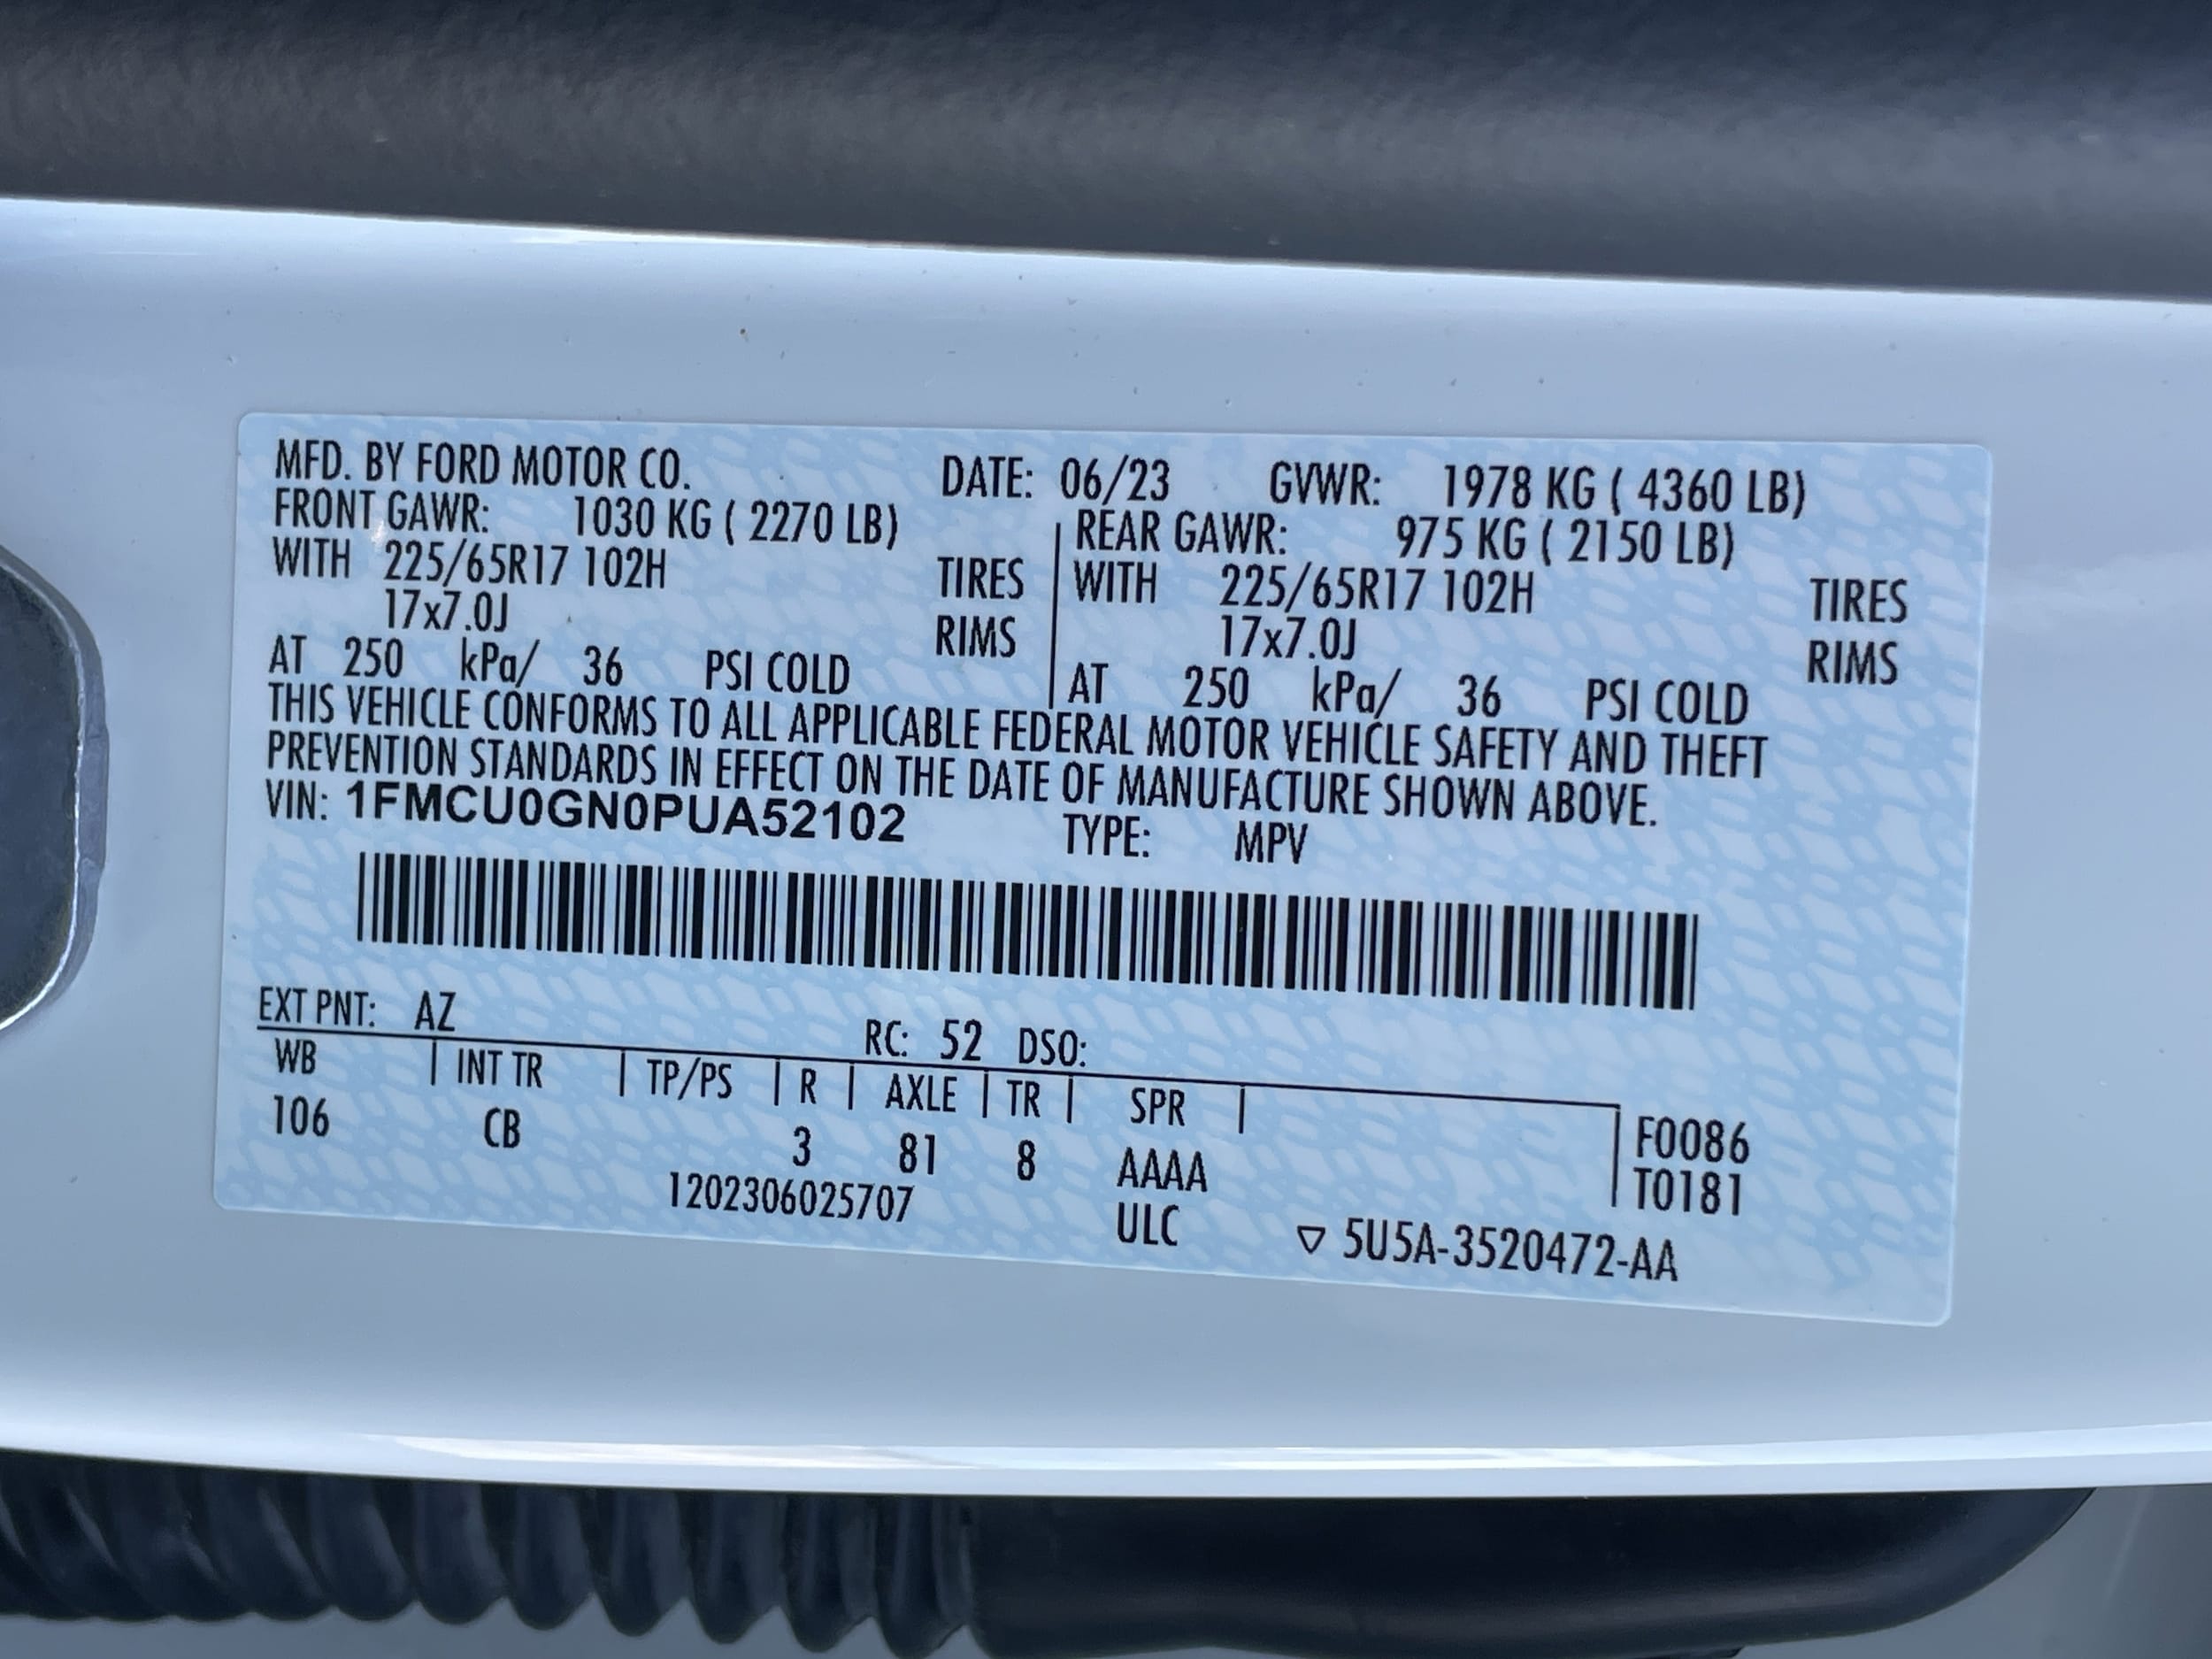 MFD. BY FORD MOTOR CO. DATE: 06/23 GVWR: 1978 KG ( 4360 LB)
FRONT GAWR: 1030 KG ( 2270 LB) REAR GAWR: 975 KG ( 2150 LB)
WITH 225/65R17 102H TIRES WITH 225/65R17 102H TIRES
17x7.0J RIMS 17x7.0J RIMS
AT 250 kPa/ 36 PSI COLD AT 250 kPa/ 36 PSI COLD
THIS VEHICLE CONFORMS TO ALL APPLICABLE FEDERAL MOTOR VEHICLE SAFETY AND THEFT
PREVENTION STANDARDS IN EFFECT ON THE DATE OF MANUFACTURE SHOWN ABOVE.
VIN: 1FMCU0GN0PUA52102 TYPE: MPV
EXT PNT: AZ RC: 52 DSO:
WB INT TR TP/PS R AXLE TR SPR F0086
106 CB 3 81 8 AAAA T0181
1202306025707 ULC ▽ 5U5A-3520472-AA